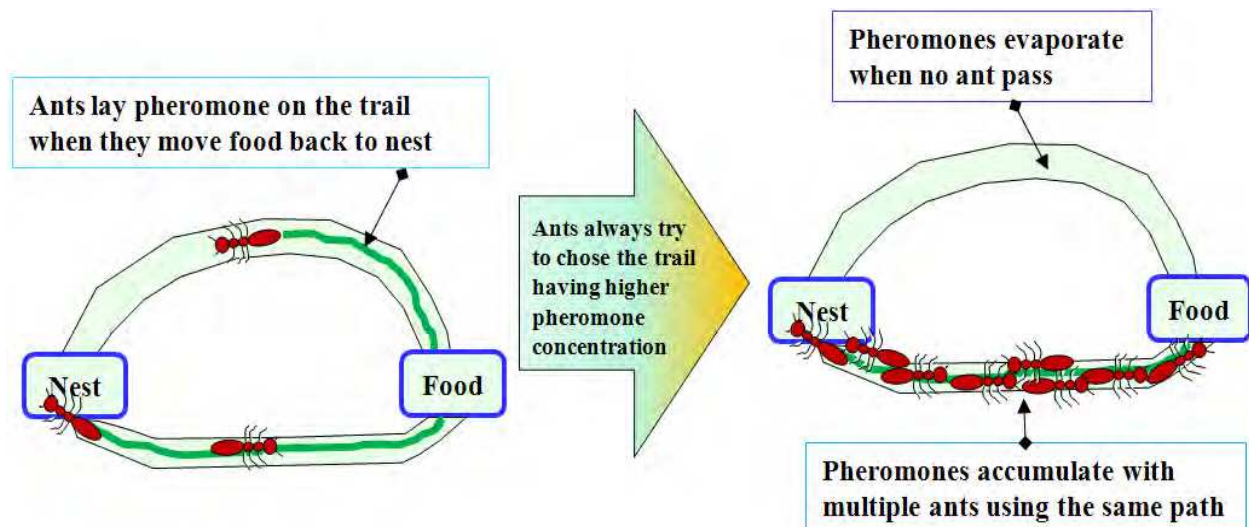 Ants lay pheromone on the trail
when they move food back to nest
Nest
Food
Ants always try
to chose the trail
having higher
pheromone
concentration
Pheromones evaporate
when no ant pass
Nest
Food
Pheromones accumulate with
multiple ants using the same path